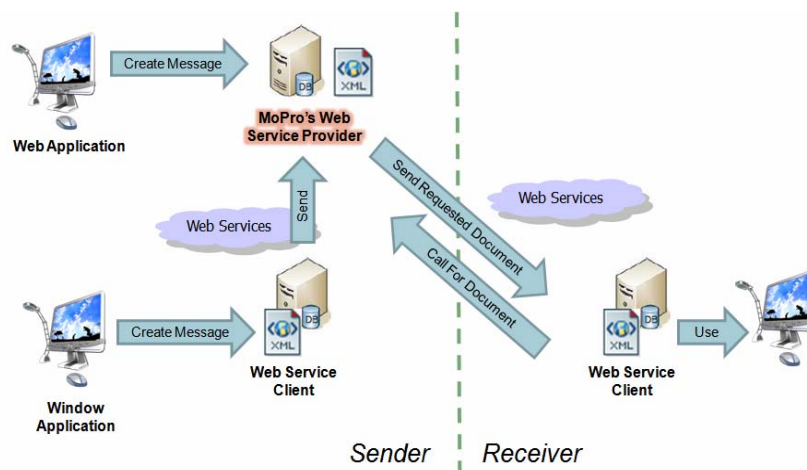 Create Message
DB
XML
MoPro's Web
Service Provider
Web Application
Send Requested Document
Web Services
Send
Web Services
Call For Document
Create Message
DB
XML
Web Service
Client
Window
Application
DB
XML
Use
Web Service
Client
Sender
Receiver